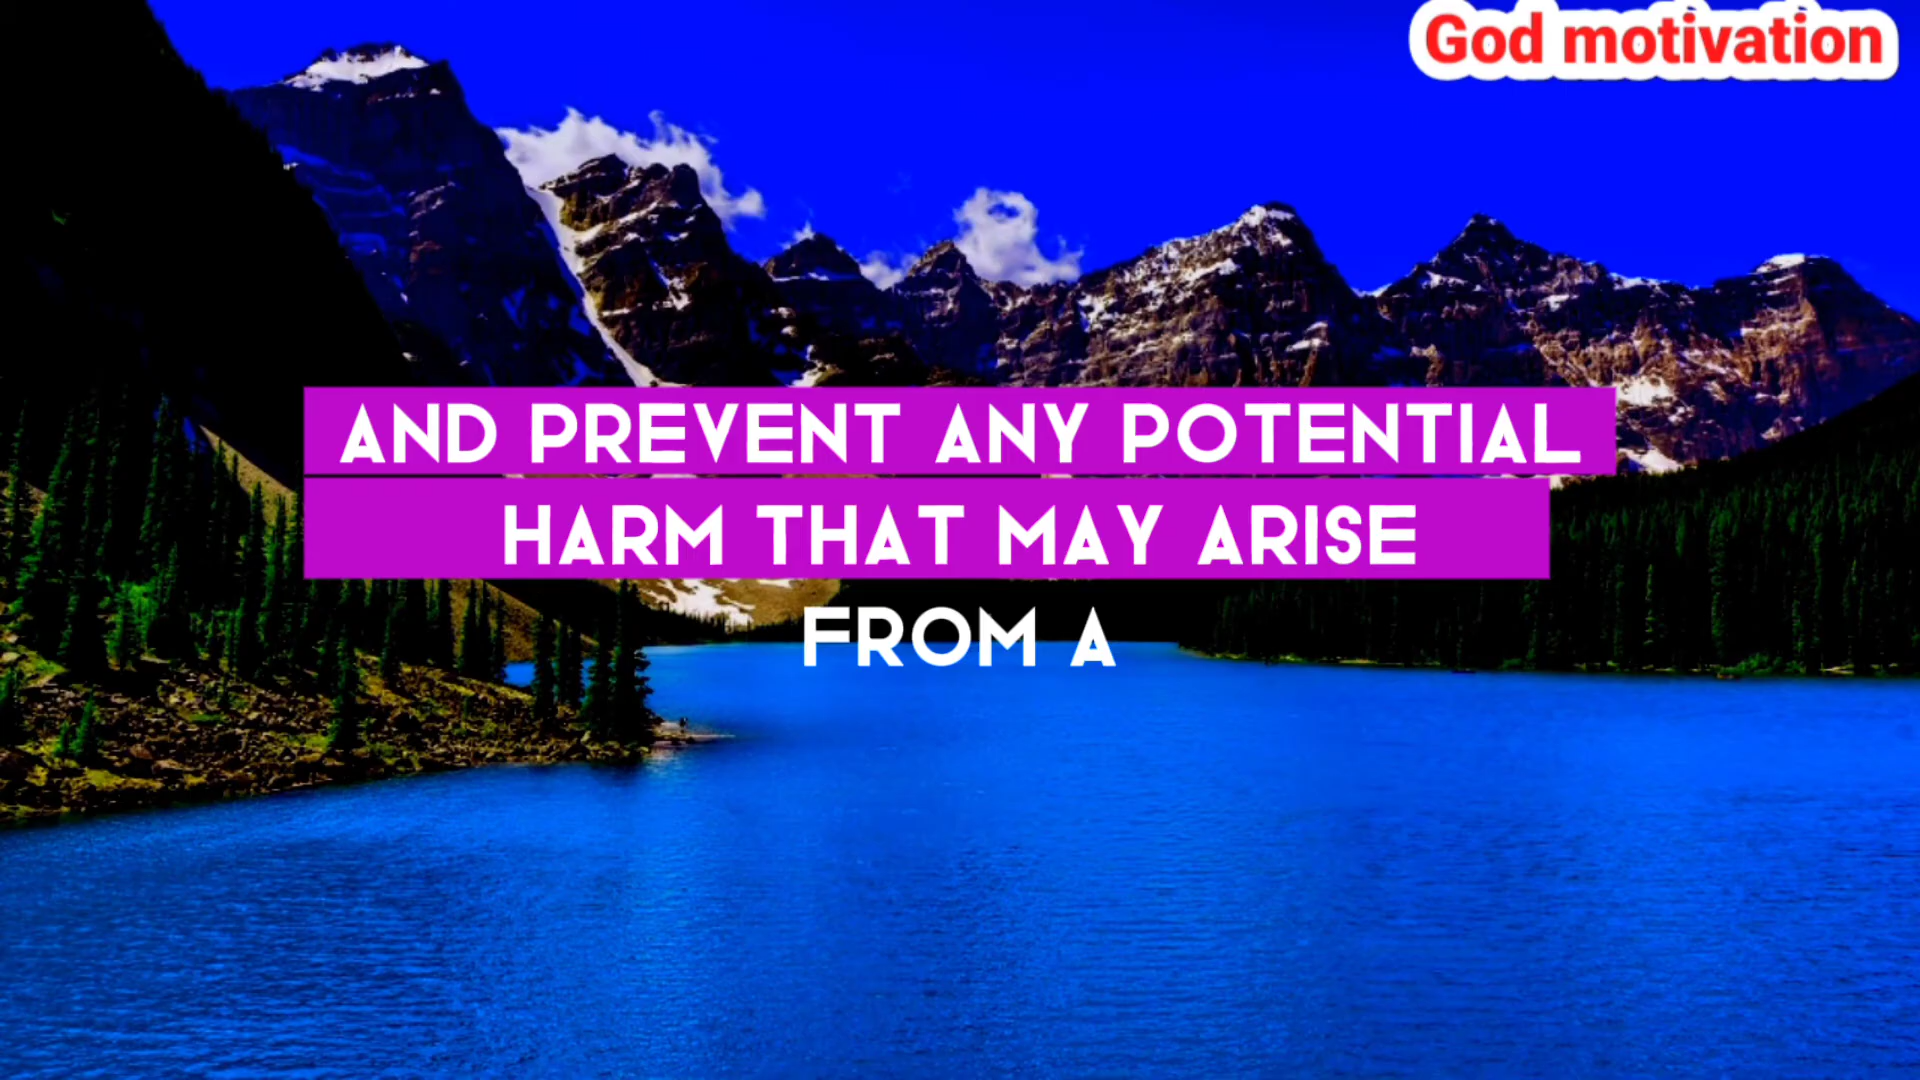 God motivation
AND PREVENT ANY POTENTIAL
HARM THAT MAY ARISE
FROM A